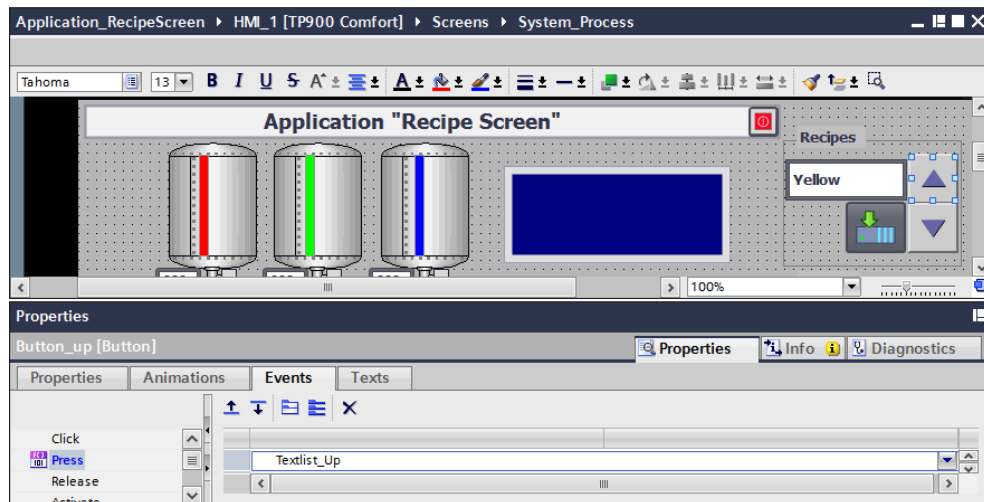 Application_RecipeScreen ▸ HMI_1 [TP900 Comfort] ▸ Screens ▸ System_Process
Tahoma 13 B I U S A A
Application "Recipe Screen"
Recipes
Yellow
100%
Properties
Button_up [Button]
Properties Info Diagnostics
Properties Animations Events Texts
Click
Press
Textlist_Up
Release
Activate